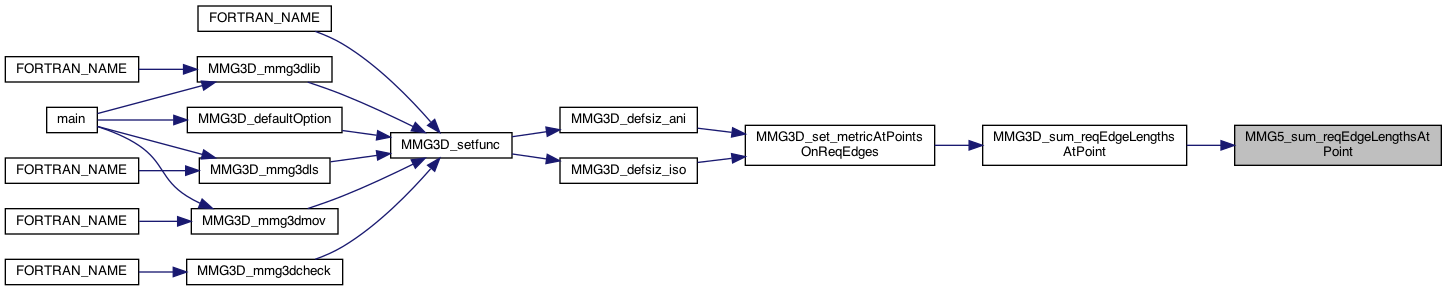 FORTRAN_NAME
FORTRAN_NAME
MMG3D_mmg3dlib
main
MMG3D_defaultOption
FORTRAN_NAME
MMG3D_mmg3dls
FORTRAN_NAME
MMG3D_mmg3dmov
FORTRAN_NAME
MMG3D_mmg3dcheck
MMG3D_setfunc
MMG3D_defsiz_ani
MMG3D_defsiz_iso
MMG3D_set_metricAtPoints
OnReqEdges
MMG3D_sum_reqEdgeLengths
AtPoint
MMG5_sum_reqEdgeLengthsAt
Point